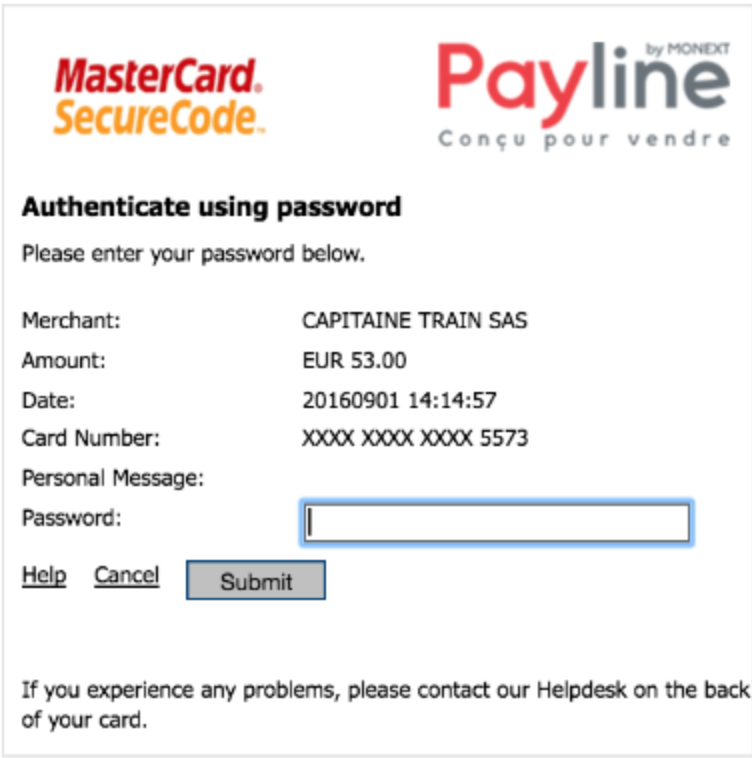 MasterCard.
SecureCode™
Payline
by MONEXT
Conçu pour vendre
Authenticate using password
Please enter your password below.
Merchant: CAPITAINE TRAIN SAS
Amount: EUR 53.00
Date: 20160901 14:14:57
Card Number: XXXX XXXX XXXX 5573
Personal Message:
Password:
Help Cancel Submit
If you experience any problems, please contact our Helpdesk on the back
of your card.